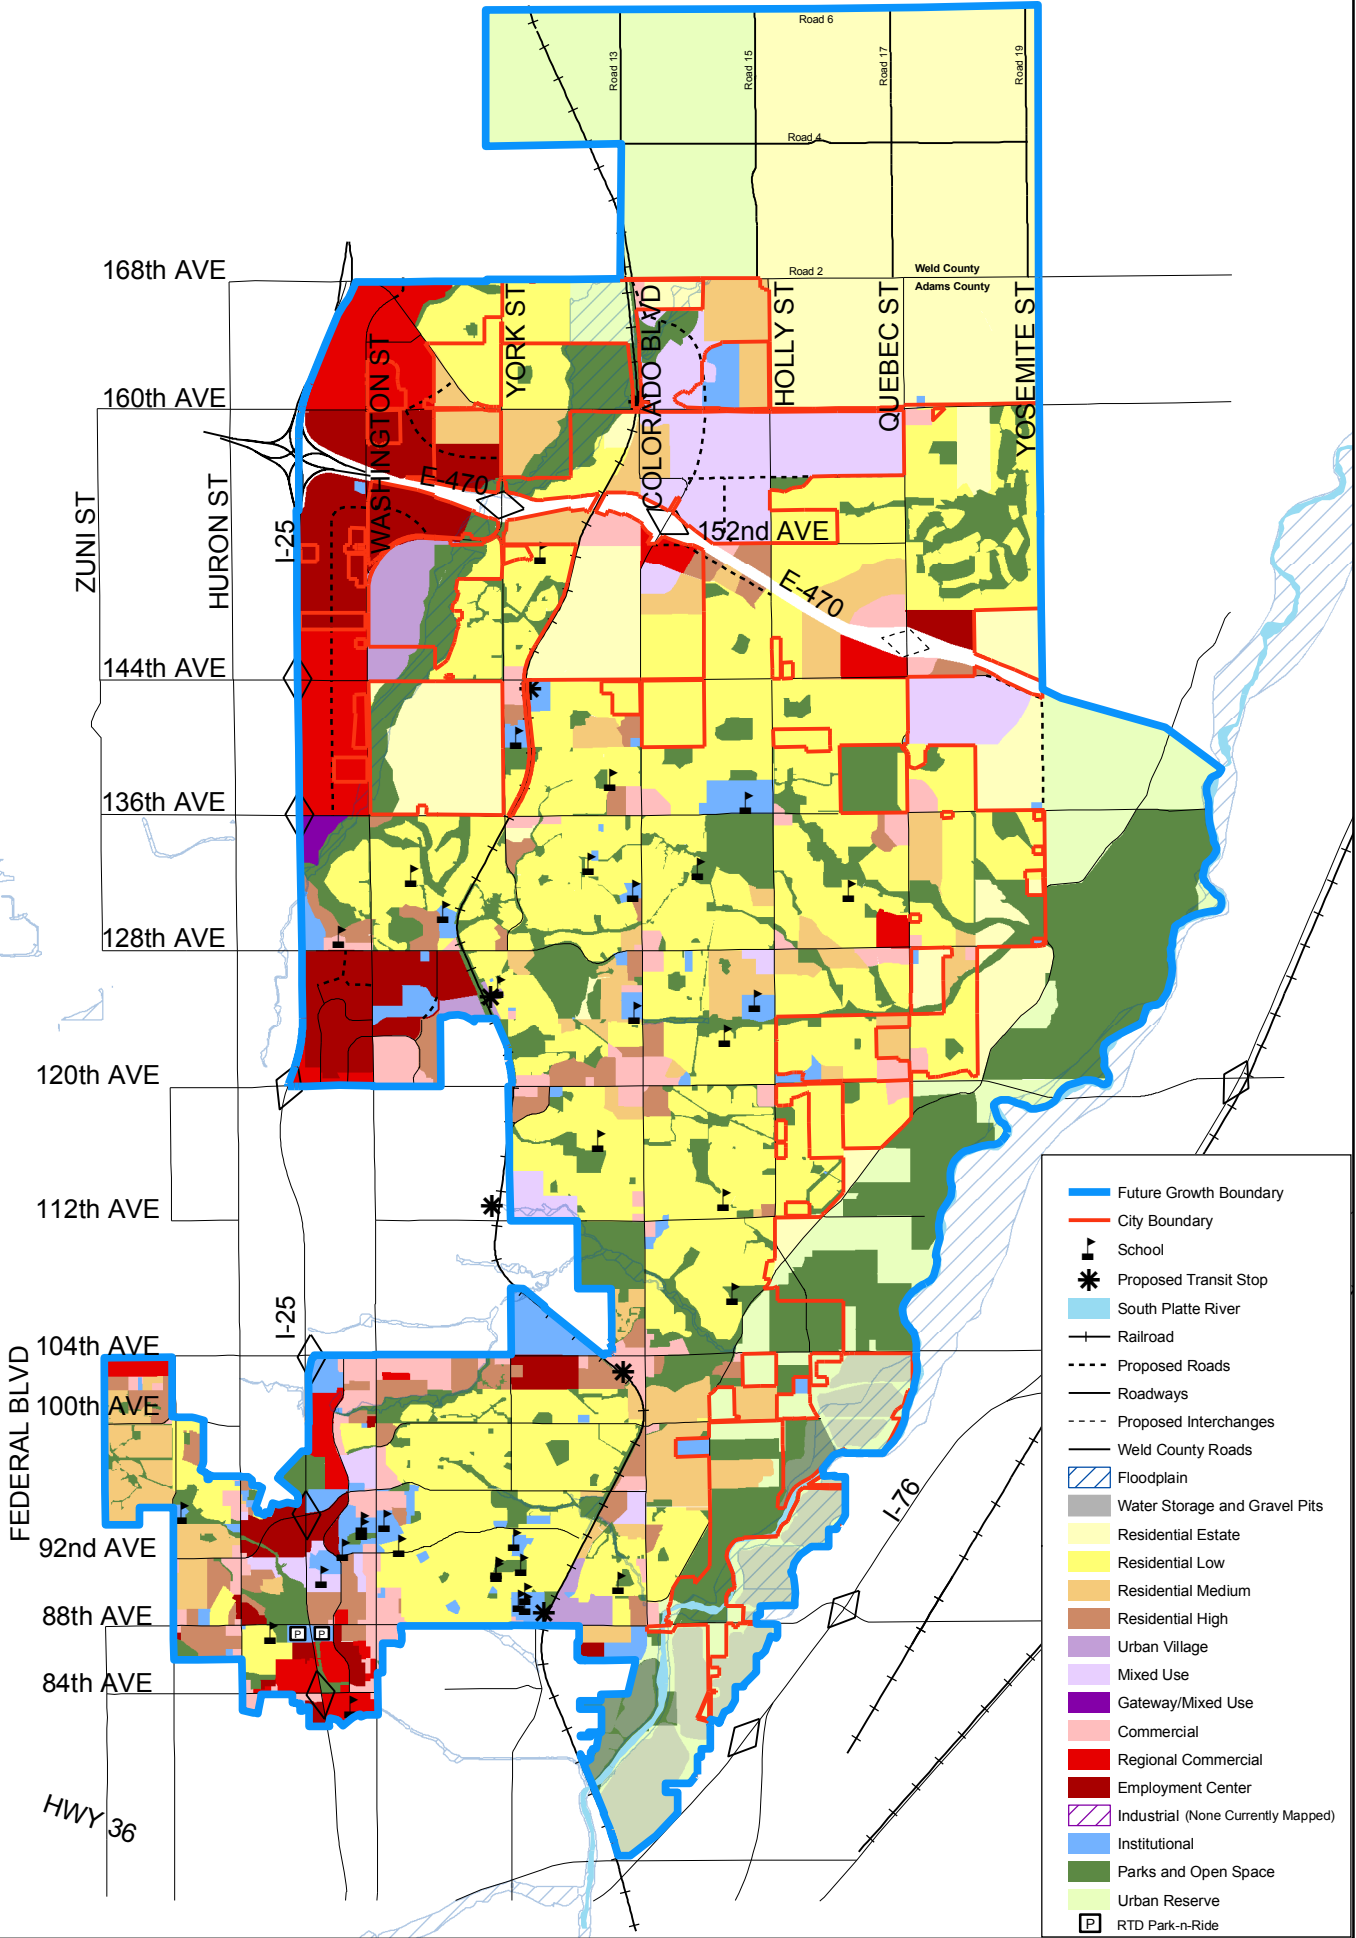 Road 6
Road 13
Road 15
Road 17
Road 19
Road 4
168th AVE
Road 2
Weld County
Adams County
WASHINGTON ST
YORK ST
COLORADO BLVD
HOLLY ST
QUEBEC ST
YOSEMITE ST
160th AVE
E-470
ZUNI ST
HURON ST
I-25
152nd AVE
E-470
144th AVE
136th AVE
128th AVE
120th AVE
112th AVE
I-25
104th AVE
FEDERAL BLVD
100th AVE
I-76
92nd AVE
88th AVE
P
P
84th AVE
HWY 36
Future Growth Boundary
City Boundary
School
Proposed Transit Stop
South Platte River
Railroad
Proposed Roads
Roadways
Proposed Interchanges
Weld County Roads
Floodplain
Water Storage and Gravel Pits
Residential Estate
Residential Low
Residential Medium
Residential High
Urban Village
Mixed Use
Gateway/Mixed Use
Commercial
Regional Commercial
Employment Center
Industrial (None Currently Mapped)
Institutional
Parks and Open Space
Urban Reserve
P RTD Park-n-Ride